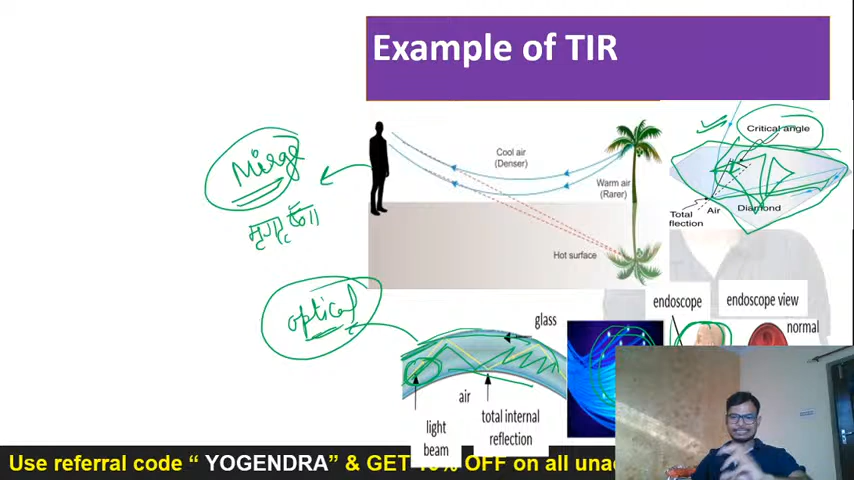 Example of TIR
Critical angle
Cool air
(Denser)
Mirge
Warm air
(Rarer)
Diamond
Air
Total
flection
Hot surface
optical
glass
endoscope
endoscope view
normal
air
light
beam
total internal
reflection
Use referral code “ YOGENDRA” & GET 10% OFF on all una